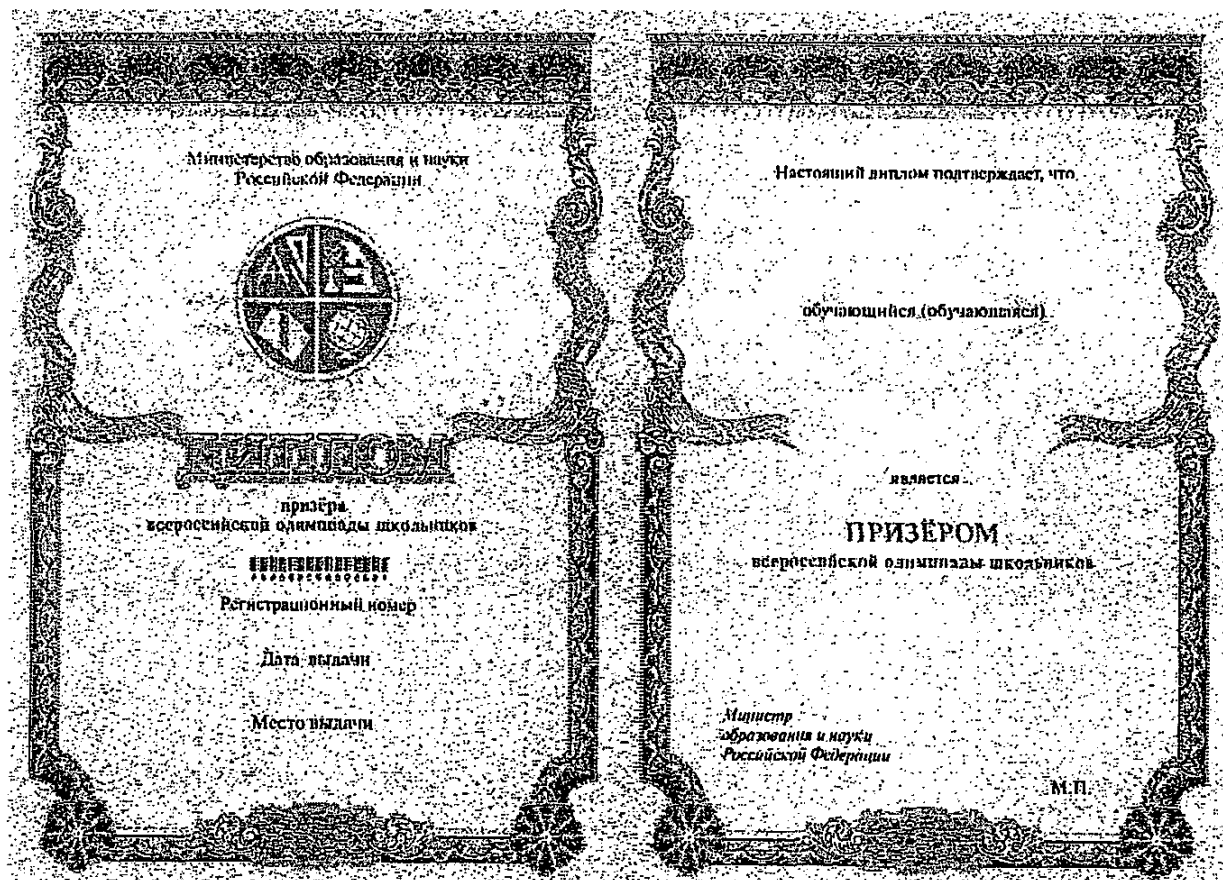 Министерство образования и науки
Российской Федерации
ДИПЛОМ
призёра
всероссийской олимпиады школьников
Регистрационный номер
Дата выдачи
Место выдачи
Настоящий диплом подтверждает, что
обучающийся (обучающаяся)
является
ПРИЗЁРОМ
всероссийской олимпиады школьников
Министр
образования и науки
Российской Федерации
М.П.